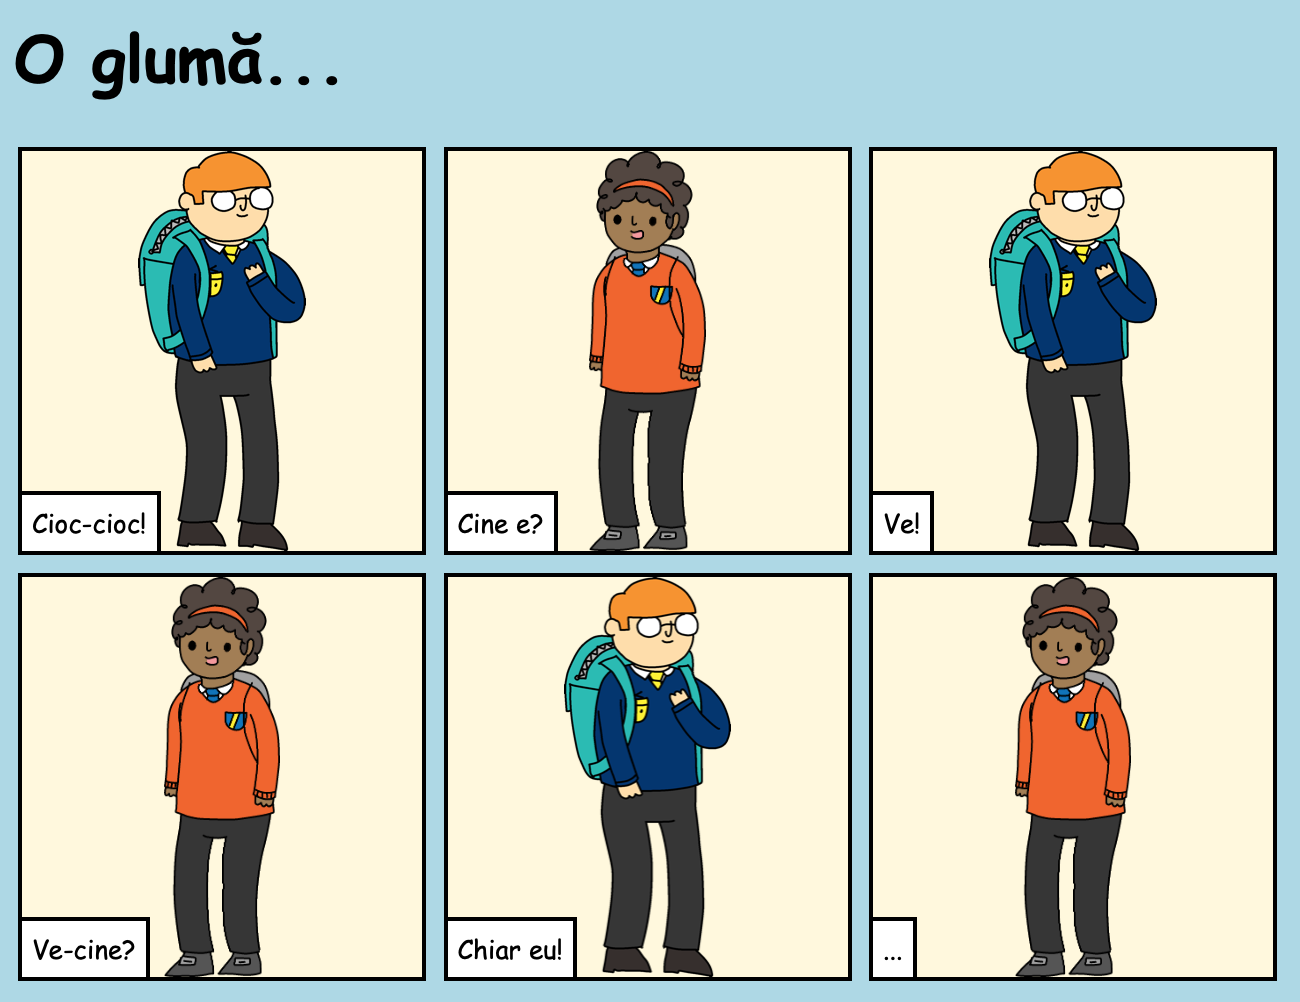 O glumă...
Cioc-cioc!
Cine e?
Ve!
Ve-cine?
Chiar eu!
...